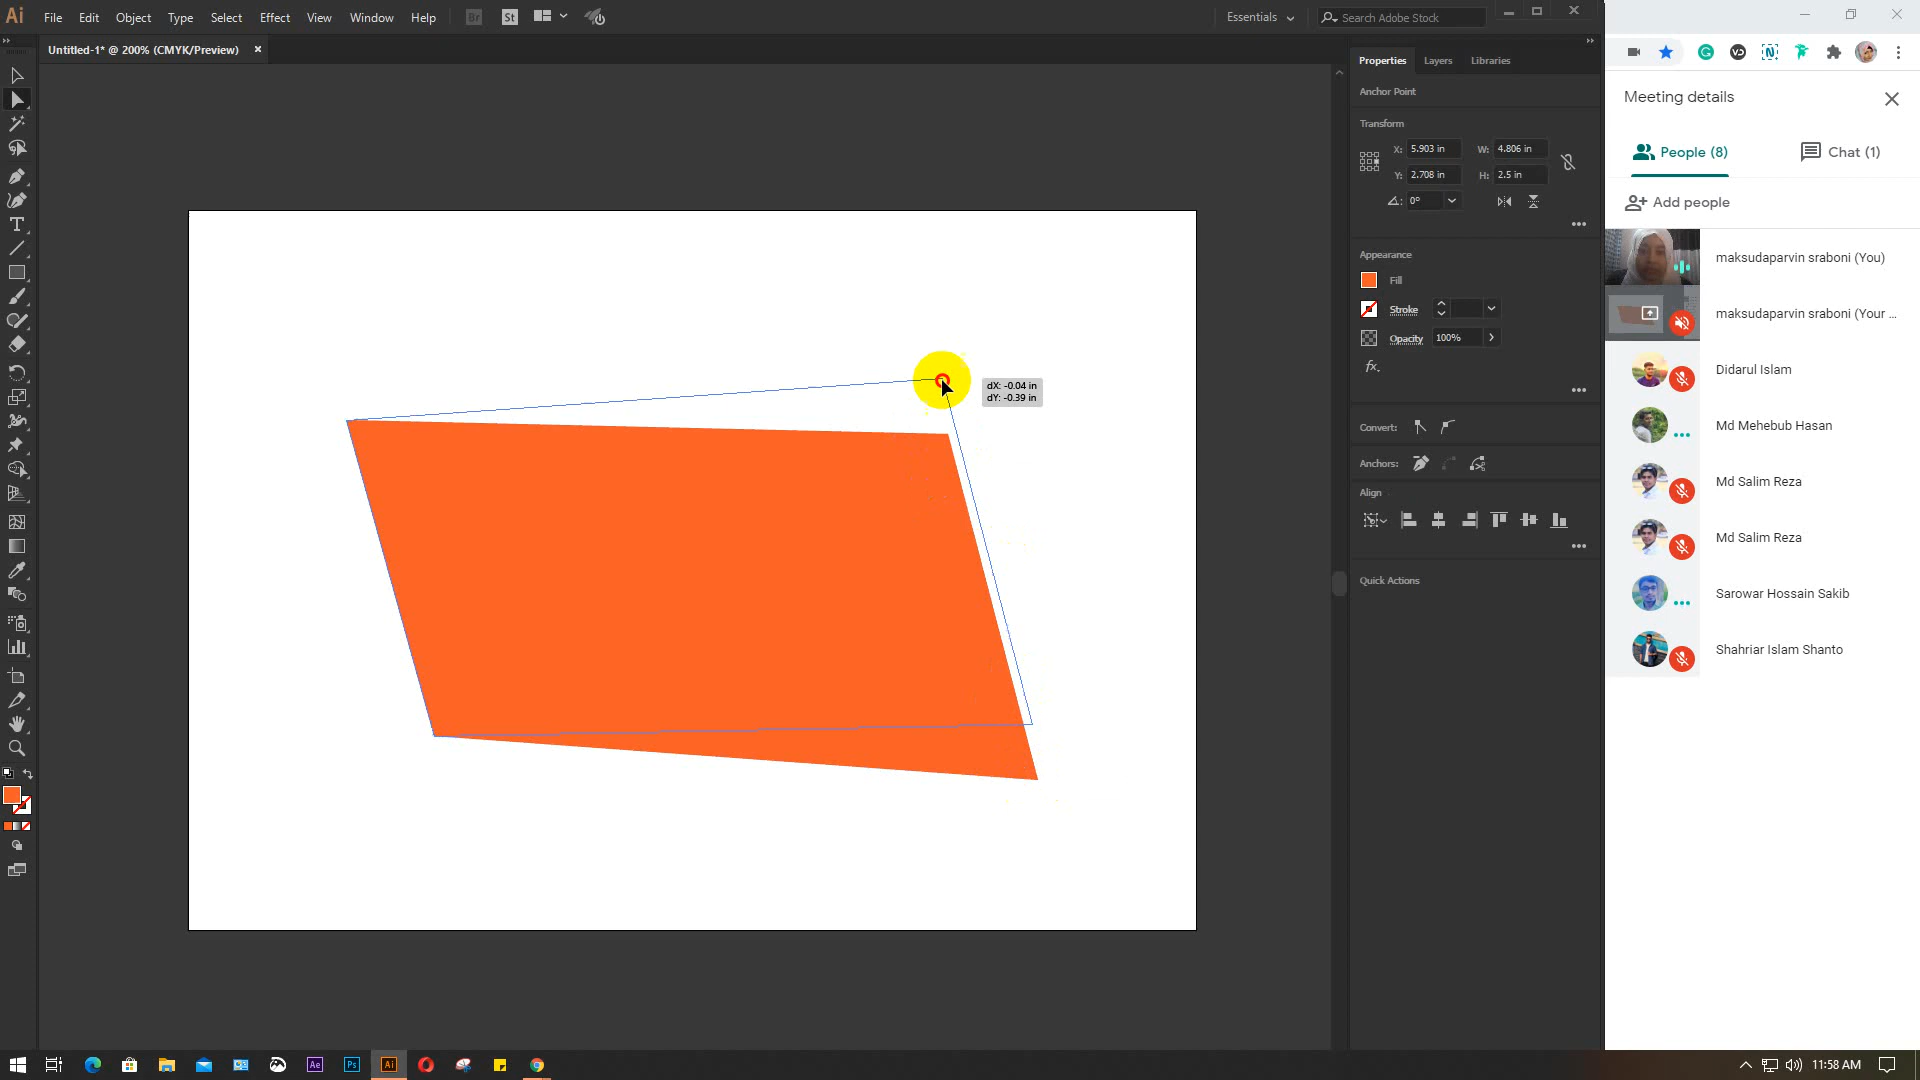 Ai File Edit Object Type Select Effect View Window Help Br St Essentials Search Adobe Stock
Untitled-1* @ 200% (CMYK/Preview)
Properties Layers Libraries
Anchor Point
Transform
X: 5.903 in W: 4.806 in
Y: 2.708 in H: 2.5 in
0°
Appearance
Fill
Stroke
Opacity 100%
fx.
Convert:
Anchors:
Align
Quick Actions
dX: -0.04 in
dY: -0.39 in
Meeting details
People (8) Chat (1)
Add people
maksudaparvin sraboni (You)
maksudaparvin sraboni (Your ...
Didarul Islam
Md Mehebub Hasan
Md Salim Reza
Md Salim Reza
Sarowar Hossain Sakib
Shahriar Islam Shanto
Ae Ps Ai 11:58 AM